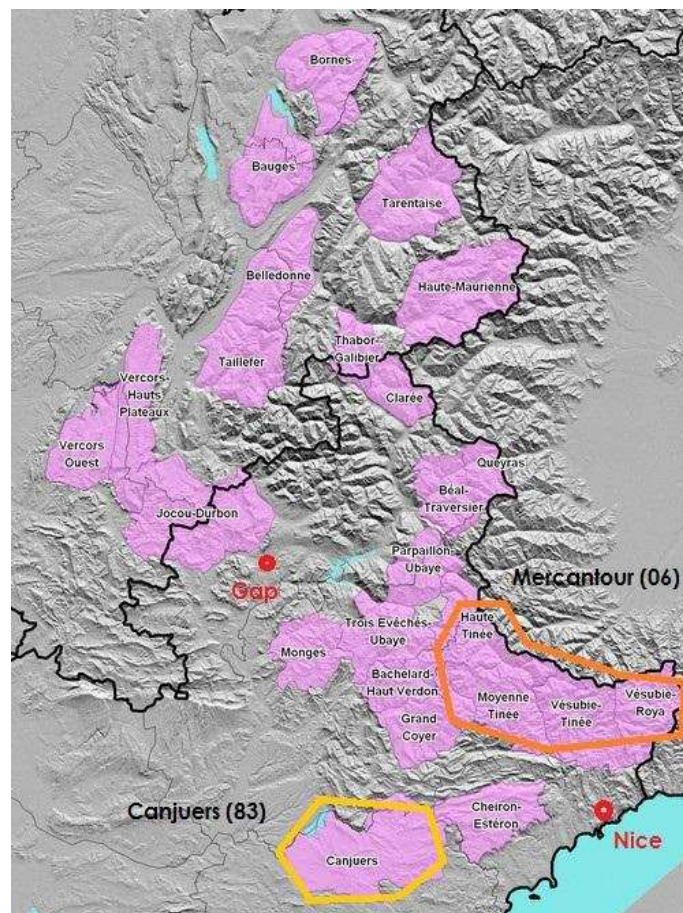 Bornes
Bauges
Tarentaise
Belledonne
Haute-Maurienne
Thabor-
Galibier
Taillefer
Vercors-
Hauts
Plateaux
Clarée
Vercors
Ouest
Queyras
Béal-
Traversier
Jocou-Durbon
Parpaillon-
Ubaye
Gap
Mercantour (06)
Trois Evéchés-
Ubaye
Haute
Tinée
Monges
Bachelard-
Haut Verdon
Moyenne
Tinée
Vésubie-
Tinée
Vésubie-
Roya
Grand
Coyer
Canjuers (83)
Cheiron-
Estéron
Nice
Canjuers